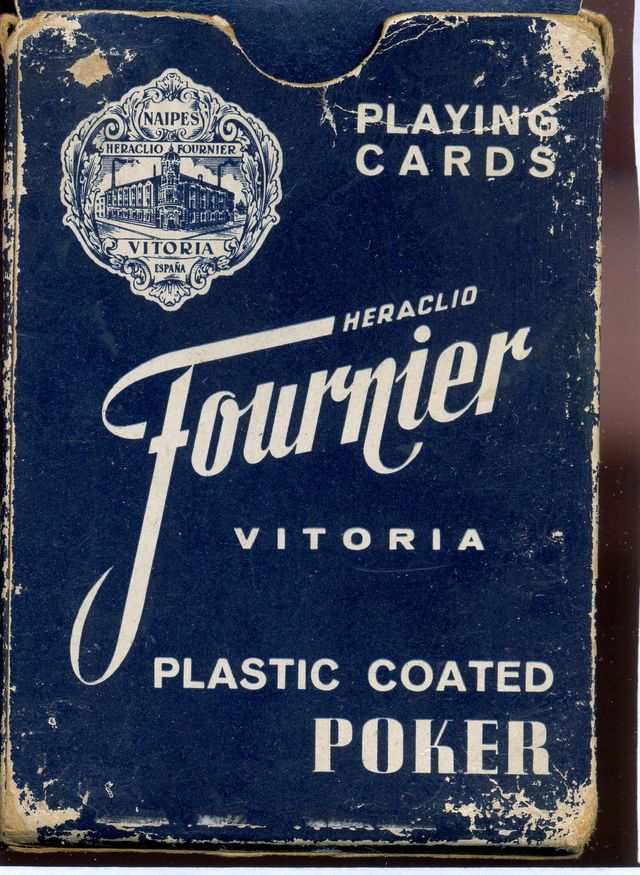 NAIPES
HERACLIO FOURNIER
VITORIA
ESPAÑA
PLAYING
CARDS
HERACLIO
Fournier
VITORIA
PLASTIC COATED
POKER